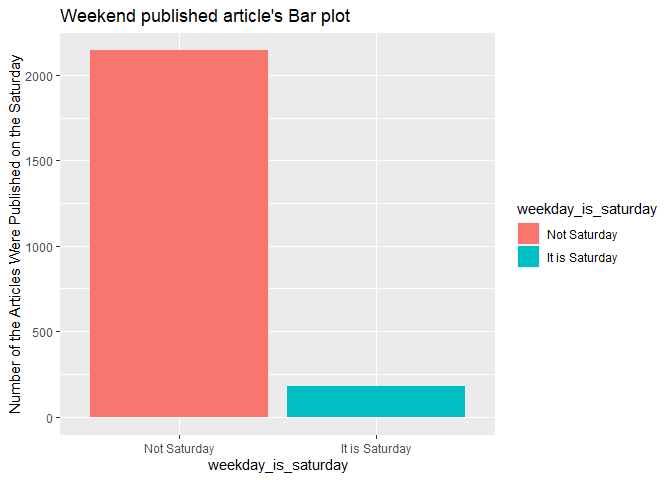 Weekend published article's Bar plot
Number of the Articles Were Published on the Saturday
2000
1500
1000
500
0
Not Saturday
It is Saturday
weekday_is_saturday
weekday_is_saturday
Not Saturday
It is Saturday